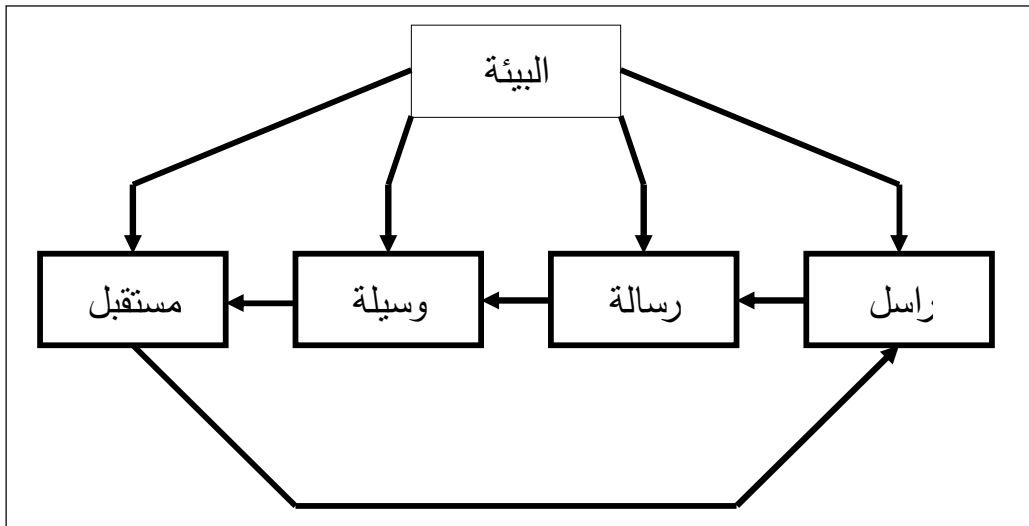 البيئة
راسل
رسالة
وسيلة
مستقبل